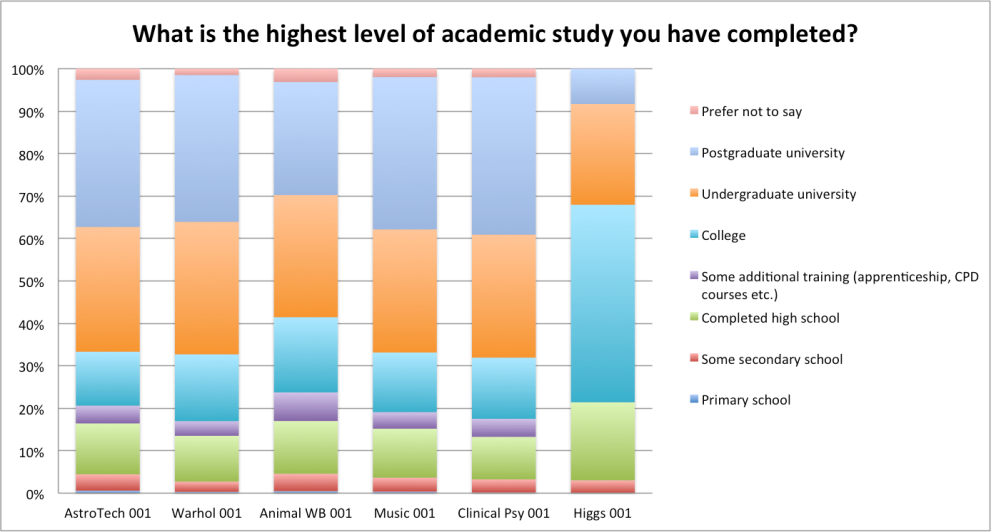 What is the highest level of academic study you have completed?
100%
90%
80%
70%
60%
50%
40%
30%
20%
10%
0%
AstroTech 001 Warhol 001 Animal WB 001 Music 001 Clinical Psy 001 Higgs 001
Prefer not to say
Postgraduate university
Undergraduate university
College
Some additional training (apprenticeship, CPD
courses etc.)
Completed high school
Some secondary school
Primary school